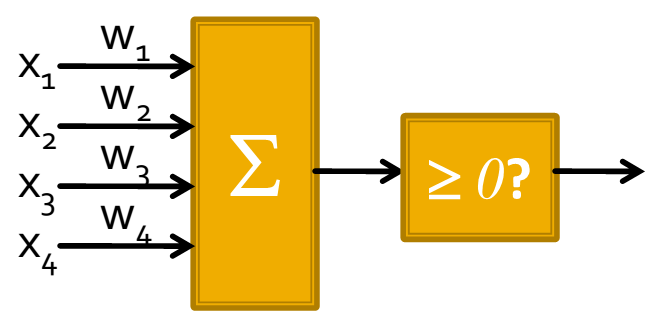 w₁
x₁
w₂
x₂
w₃
x₃
w₄
x₄
Σ
≥ 0?